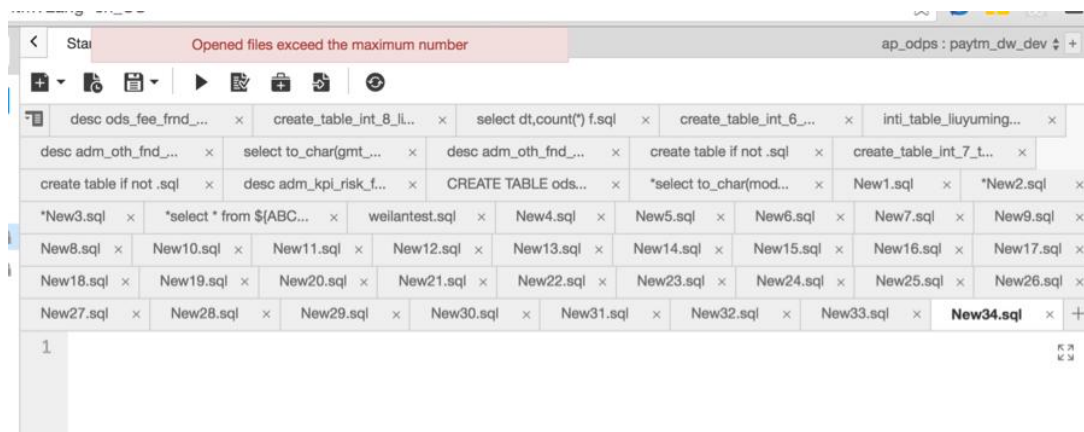 Opened files exceed the maximum number
ap_odps : paytm_dw_dev
desc ods_fee_frnd_... create_table_int_8_li... select dt,count(*) f.sql create_table_int_6_... inti_table_liuyuming...
desc adm_oth_fnd_... select to_char(gmt_... desc adm_oth_fnd_... create table if not .sql create_table_int_7_t...
create table if not .sql desc adm_kpi_risk_f... CREATE TABLE ods... *select to_char(mod... New1.sql *New2.sql
*New3.sql *select * from ${ABC... weilantest.sql New4.sql New5.sql New6.sql New7.sql New9.sql
New8.sql New10.sql New11.sql New12.sql New13.sql New14.sql New15.sql New16.sql New17.sql
New18.sql New19.sql New20.sql New21.sql New22.sql New23.sql New24.sql New25.sql New26.sql
New27.sql New28.sql New29.sql New30.sql New31.sql New32.sql New33.sql New34.sql
1